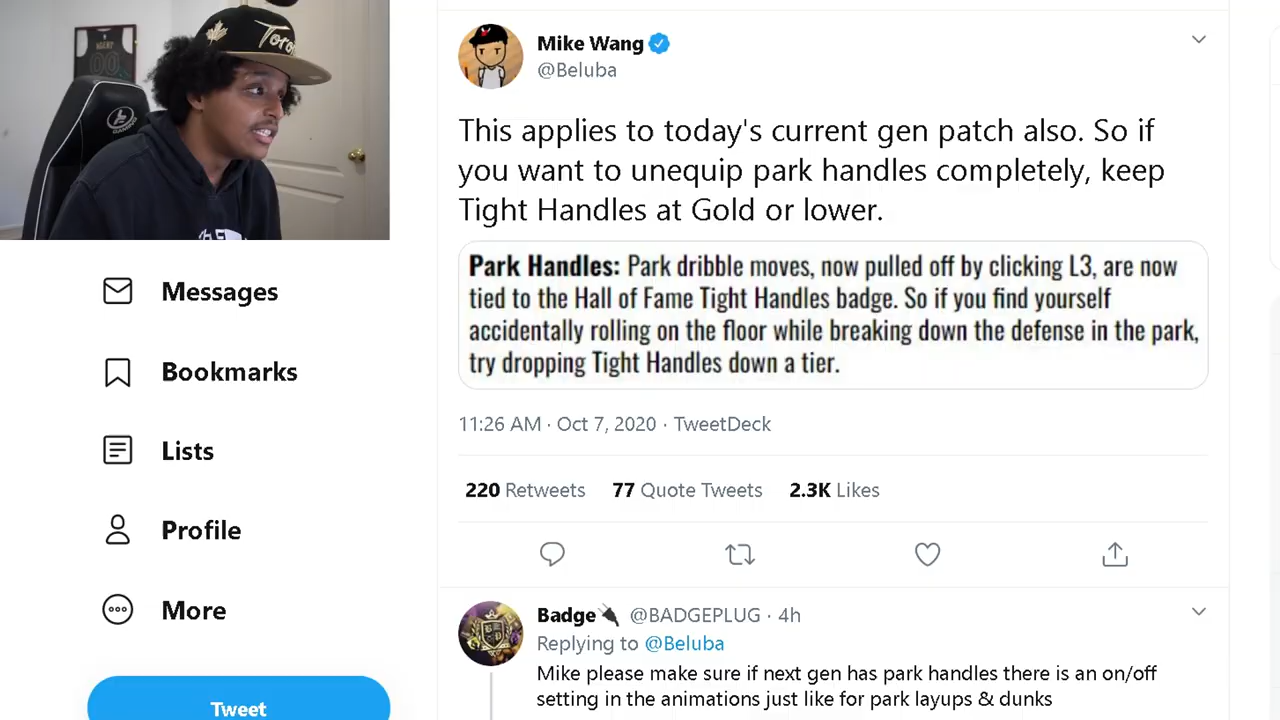 Toro
AGENT
00
GAMING
Mike Wang
@Beluba
This applies to today's current gen patch also. So if
you want to unequip park handles completely, keep
Tight Handles at Gold or lower.
Park Handles: Park dribble moves, now pulled off by clicking L3, are now
tied to the Hall of Fame Tight Handles badge. So if you find yourself
accidentally rolling on the floor while breaking down the defense in the park,
try dropping Tight Handles down a tier.
11:26 AM · Oct 7, 2020 · TweetDeck
220 Retweets 77 Quote Tweets 2.3K Likes
Badge @BADGEPLUG · 4h
Replying to @Beluba
Mike please make sure if next gen has park handles there is an on/off
setting in the animations just like for park layups & dunks
Messages
Bookmarks
Lists
Profile
More
Tweet